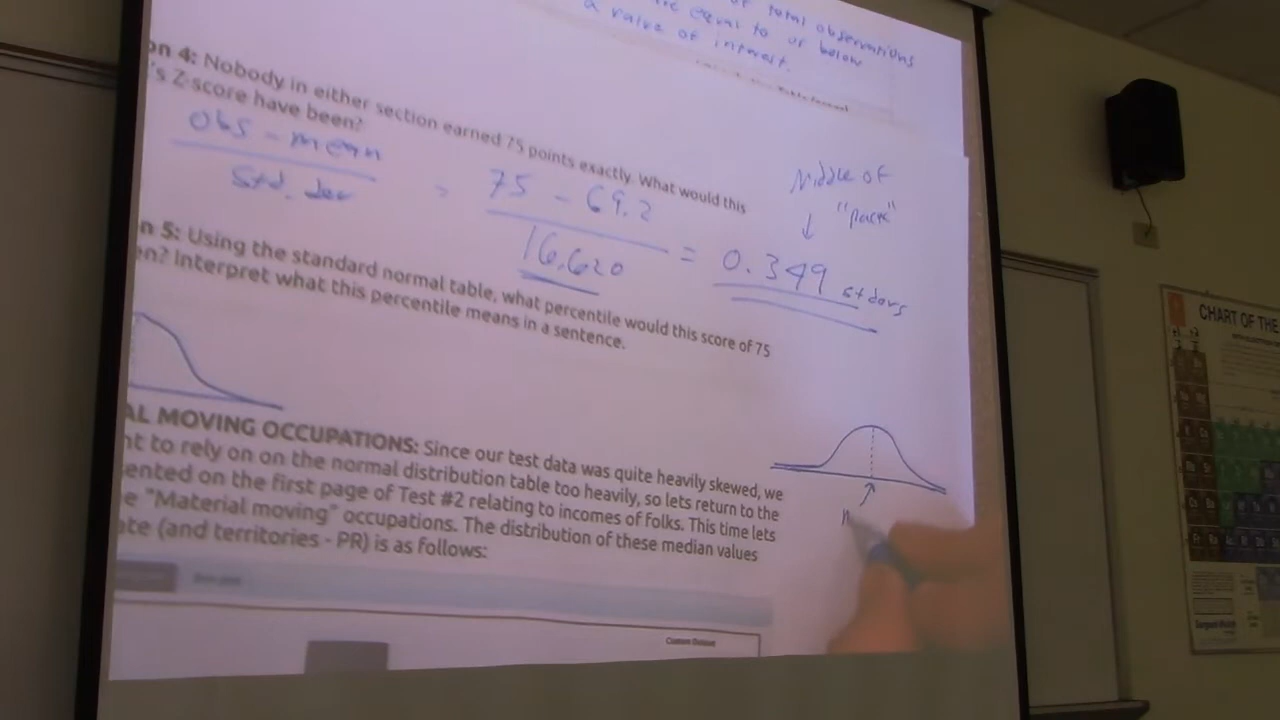 of total observations
equal to or below
a value of interest.
on 4: Nobody in either section earned 75 points exactly. What would this
's Z-score have been?
obs - mean
std. dev
= 75 - 69.2
16.620
= 0.349 st devs
Middle of
"pack"
↓
n 5: Using the standard normal table, what percentile would this score of 75
en? Interpret what this percentile means in a sentence.
AL MOVING OCCUPATIONS: Since our test data was quite heavily skewed, we
nt to rely on on the normal distribution table too heavily, so lets return to the
ented on the first page of Test #2 relating to incomes of folks. This time lets
e "Material moving" occupations. The distribution of these median values
ate (and territories - PR) is as follows:
Custom Dataset
CHART OF THE